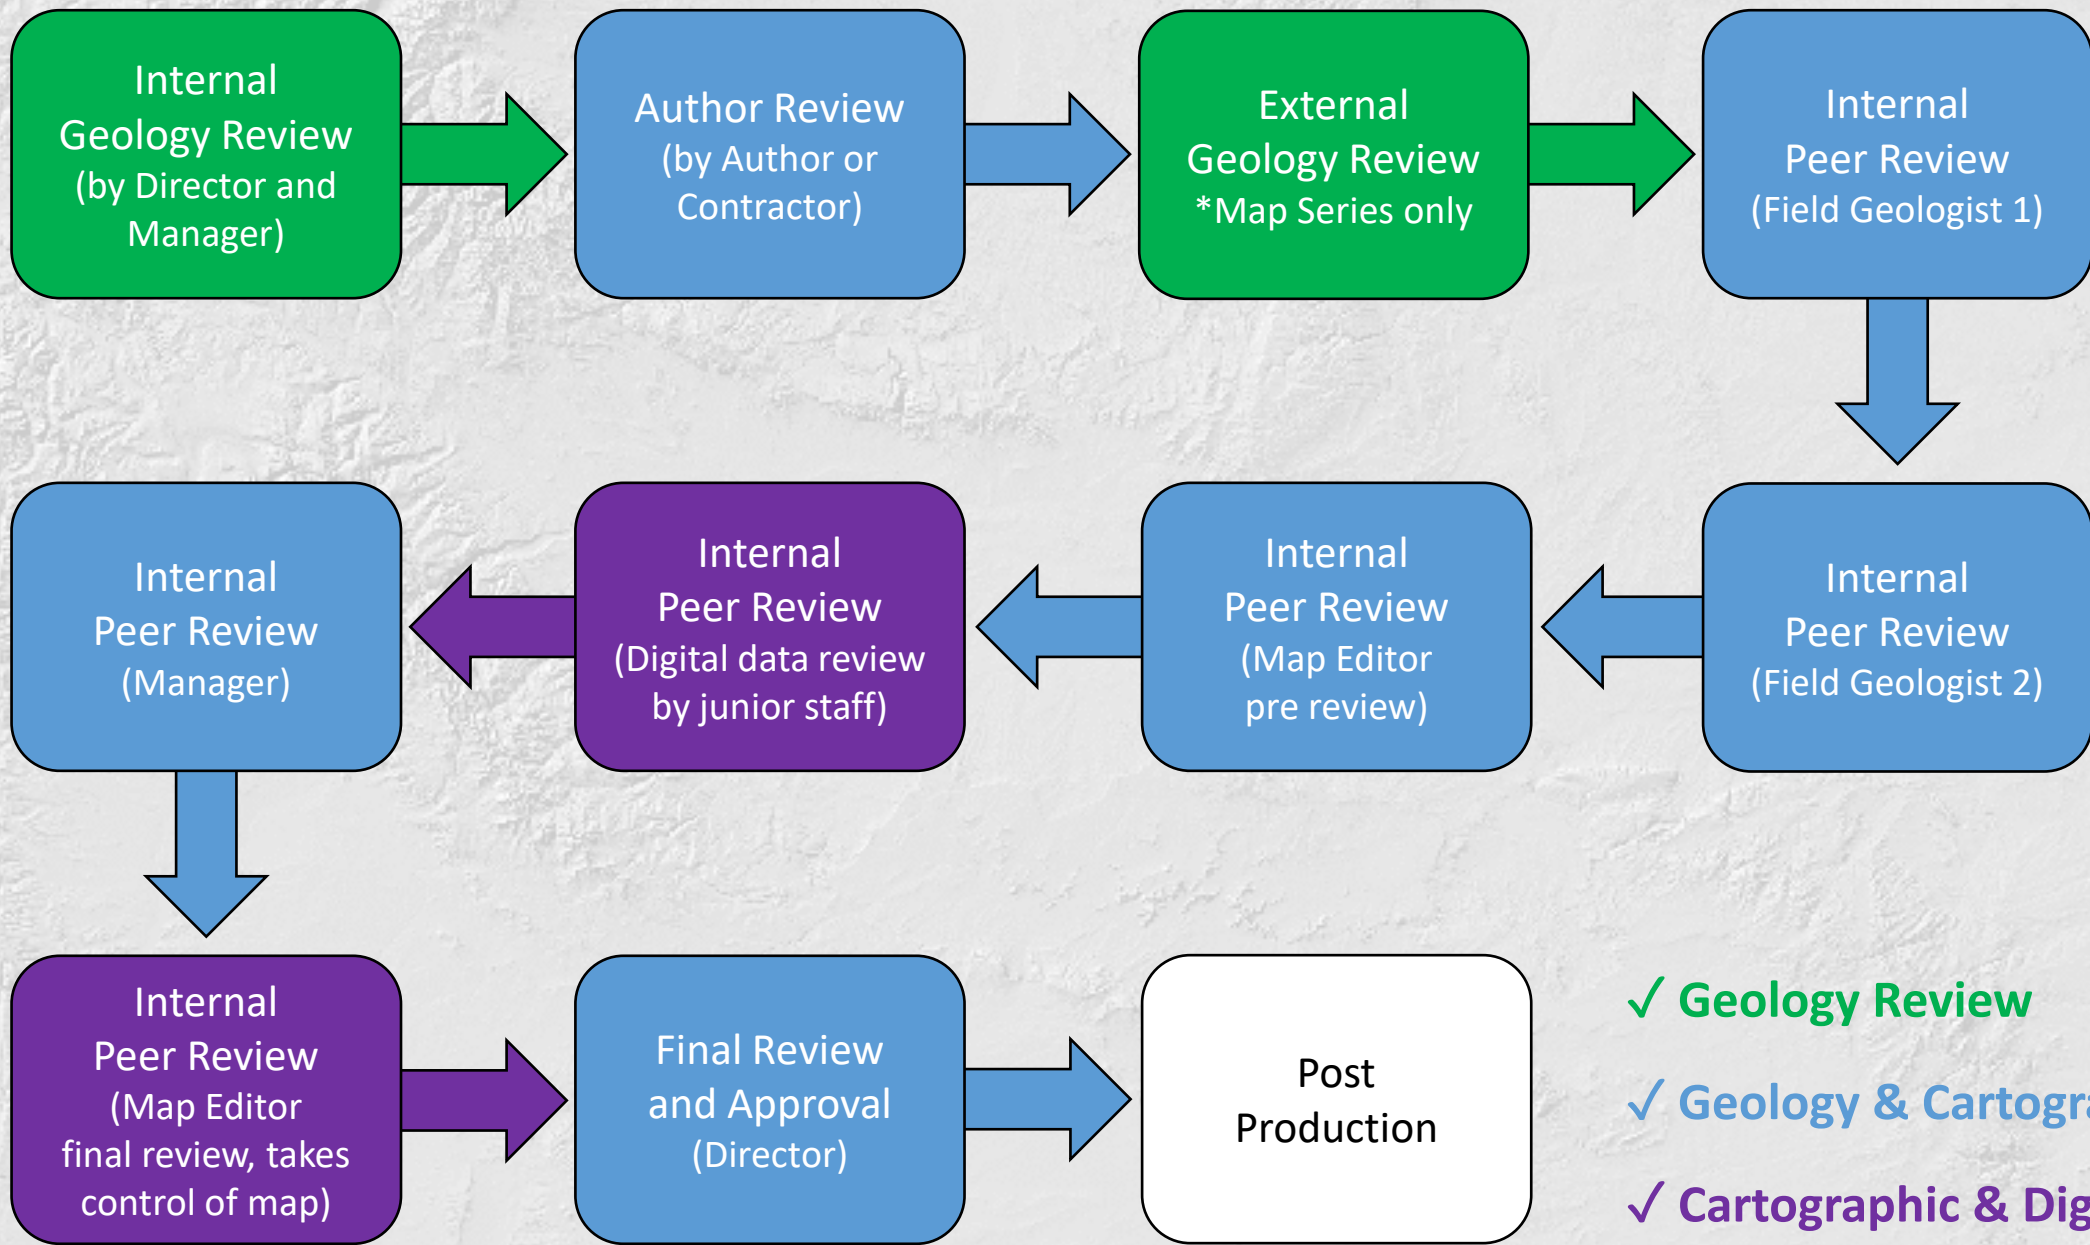 Internal
Geology Review
(by Director and
Manager)
Author Review
(by Author or
Contractor)
External
Geology Review
*Map Series only
Internal
Peer Review
(Field Geologist 1)
Internal
Peer Review
(Manager)
Internal
Peer Review
(Digital data review
by junior staff)
Internal
Peer Review
(Map Editor
pre review)
Internal
Peer Review
(Field Geologist 2)
Internal
Peer Review
(Map Editor
final review, takes
control of map)
Final Review
and Approval
(Director)
Post
Production
✓ Geology Review
✓ Geology &
✓ Cartographic &